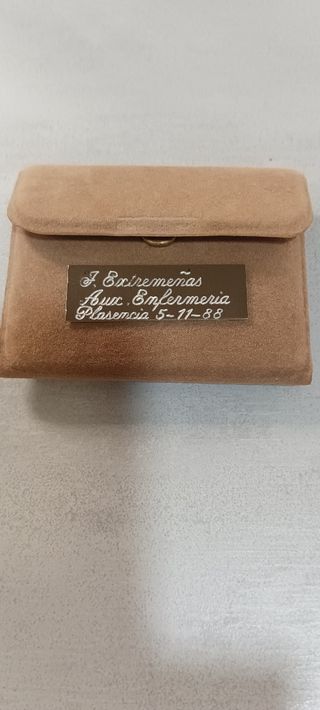 J. Extremeñas
Aux. Enfermeria
Plasencia 5-11-88